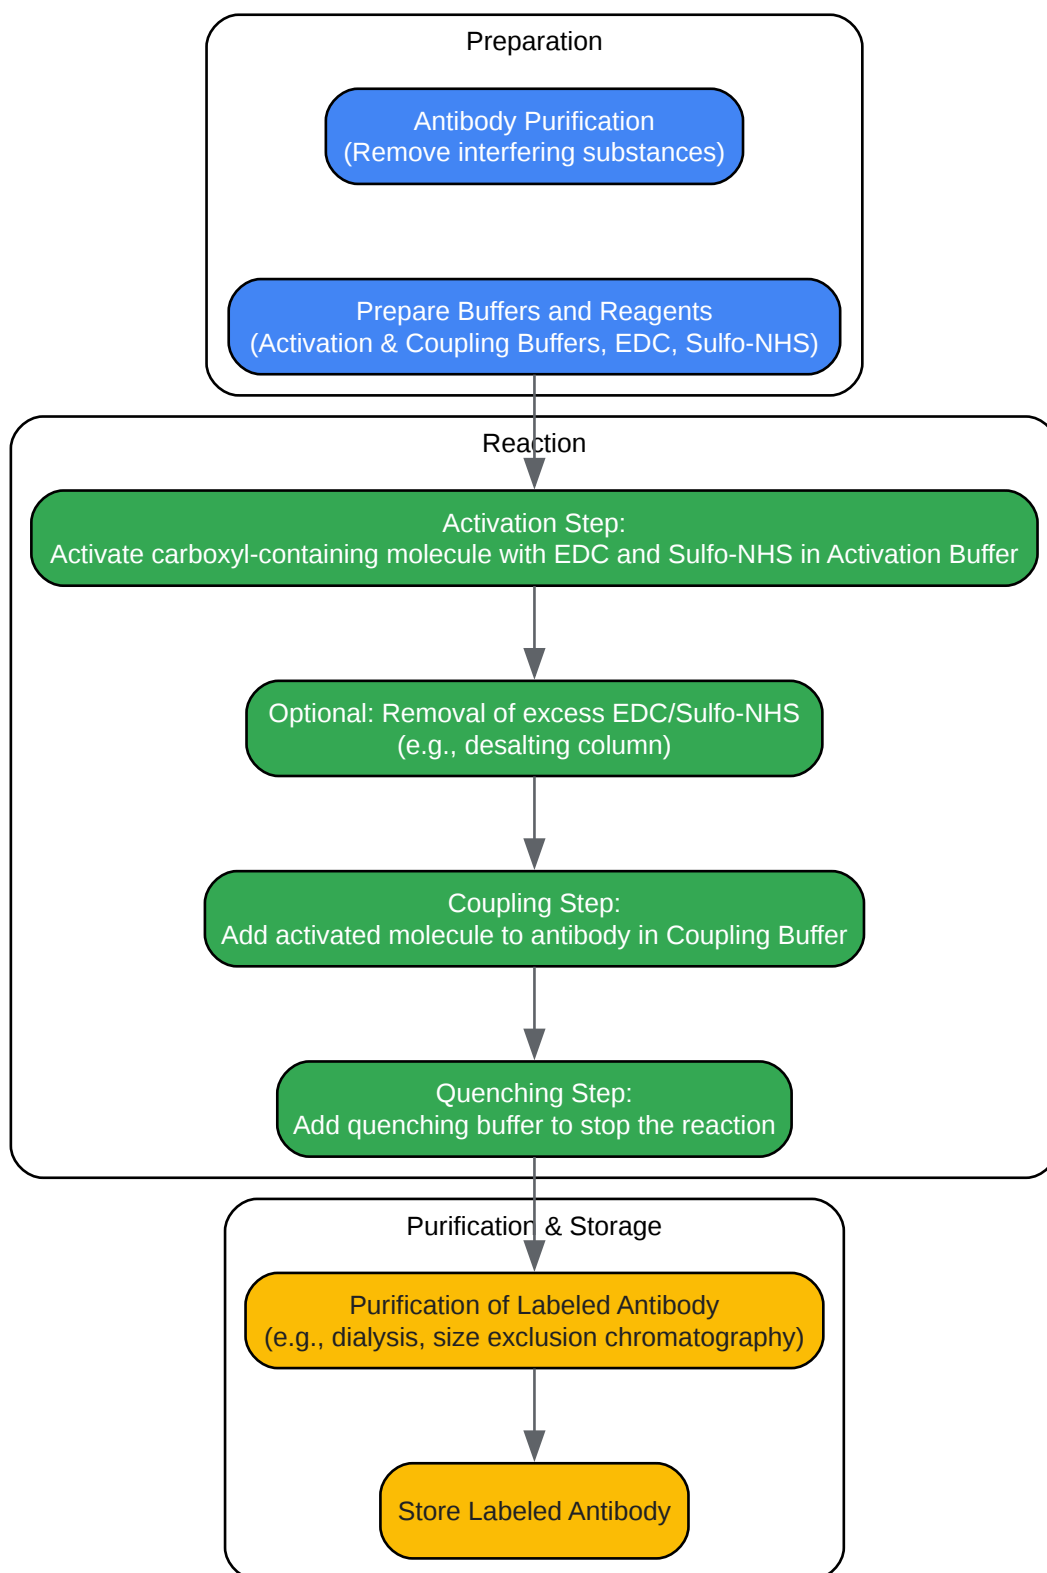 Preparation
Antibody Purification
(Remove interfering substances)
Prepare Buffers and Reagents
(Activation & Coupling Buffers, EDC, Sulfo-NHS)
Reaction
Activation Step:
Activate carboxyl-containing molecule with EDC and Sulfo-NHS in Activation Buffer
Optional: Removal of excess EDC/Sulfo-NHS
(e.g., desalting column)
Coupling Step:
Add activated molecule to antibody in Coupling Buffer
Quenching Step:
Add quenching buffer to stop the reaction
Purification & Storage
Purification of Labeled Antibody
(e.g., dialysis, size exclusion chromatography)
Store Labeled Antibody